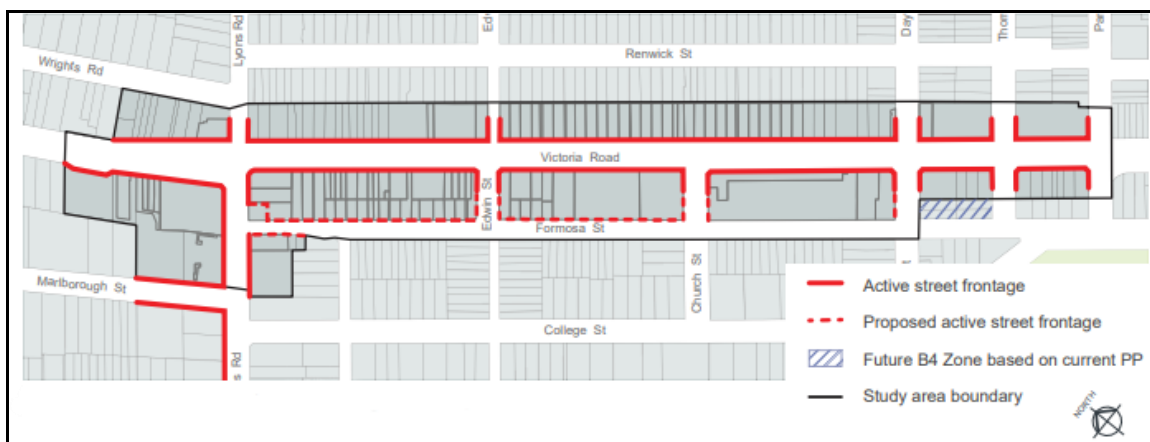 Lyons Rd
Renwick St
Wrights Rd
Victoria Road
Edwin St
Formosa St
Church St
Marlborough St
College St
s Rd
Active street frontage
Proposed active street frontage
Future B4 Zone based on current PP
Study area boundary
NORTH